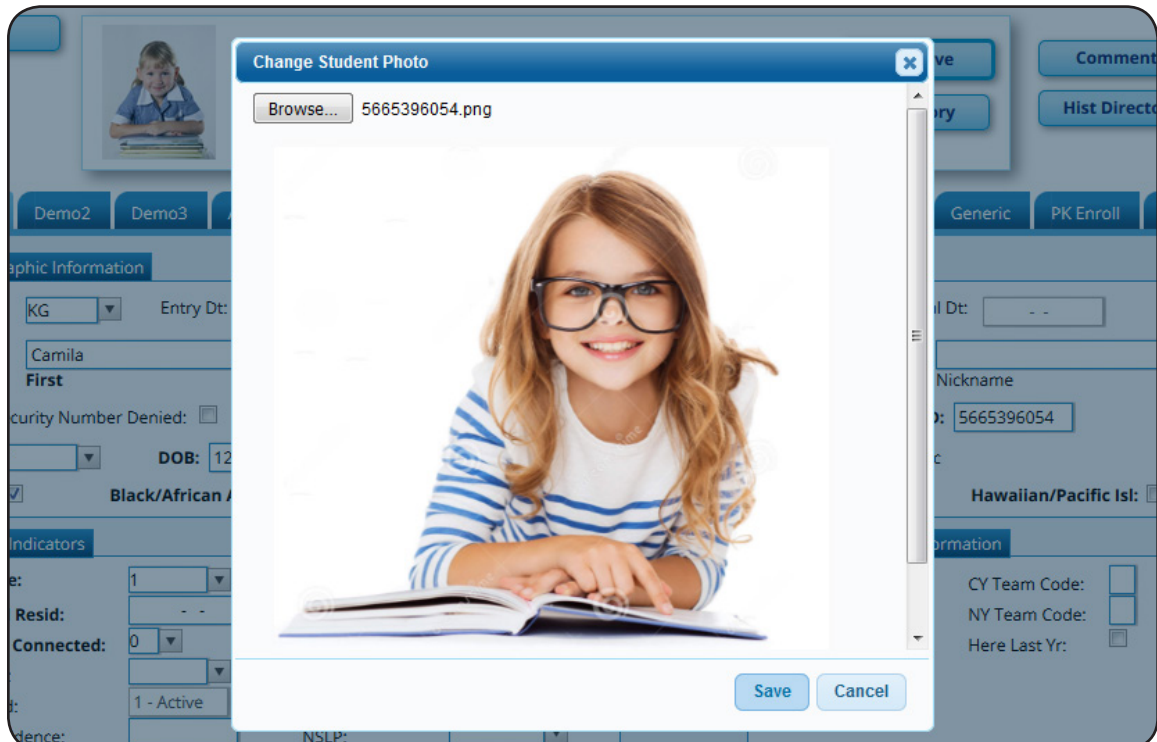 Comment
Change Student Photo
ve
Browse... 5665396054.png
ory
Hist Directo
Demo2 Demo3 A Generic PK Enroll
aphic Information
KG Entry Dt: l Dt: - -
Camila
First Nickname
curity Number Denied: D: 5665396054
DOB: 12 c
Black/African A Hawaiian/Pacific Isl:
Indicators ormation
e: 1 CY Team Code:
Resid: - - NY Team Code:
Connected: 0 Here Last Yr:
d: 1 - Active
Save Cancel
dence: NSLP: